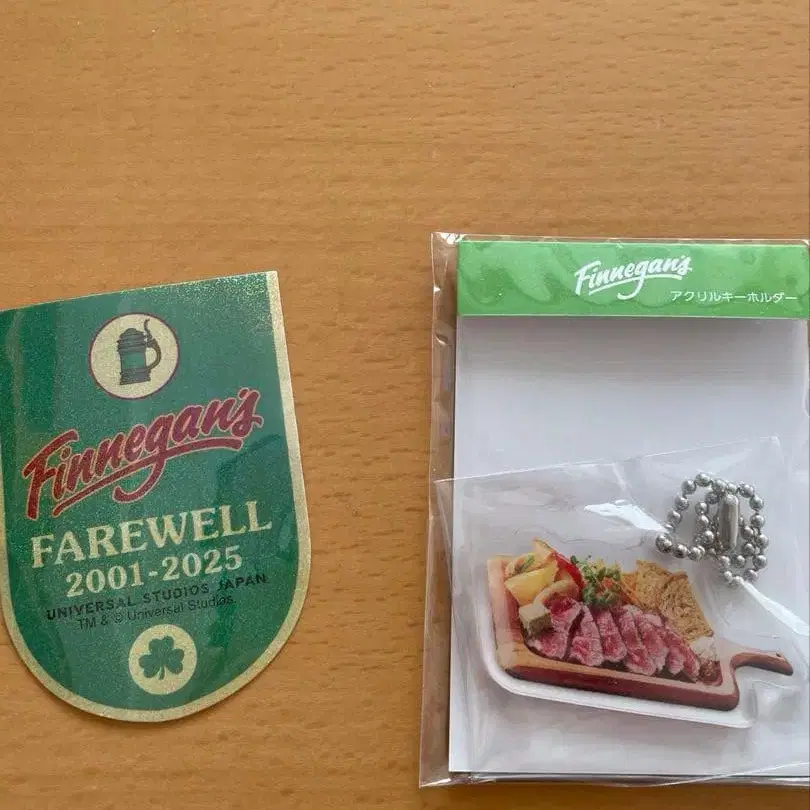 Finnegan's
FAREWELL
2001-2025
UNIVERSAL STUDIOS JAPAN
TM & © Universal Studios.
Finnegan's
アクリルキーホルダー